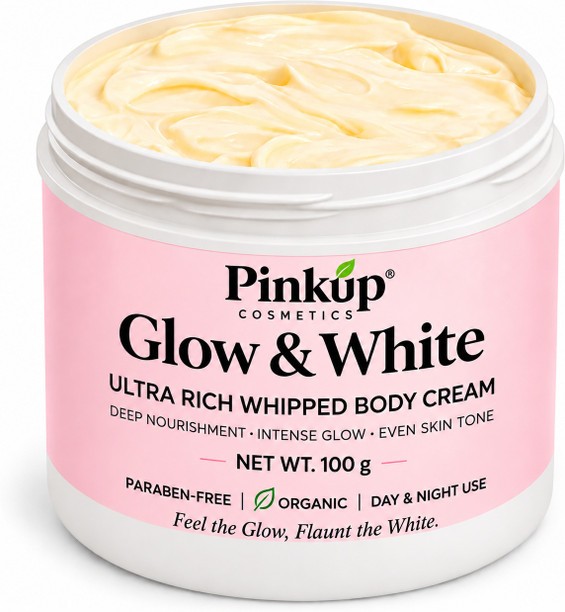 Pinkup®
COSMETICS
Glow & White
ULTRA RICH WHIPPED BODY CREAM
DEEP NOURISHMENT · INTENSE GLOW · EVEN SKIN TONE
NET WT. 100 g
PARABEN-FREE | ORGANIC | DAY & NIGHT USE
Feel the Glow, Flaunt the White.